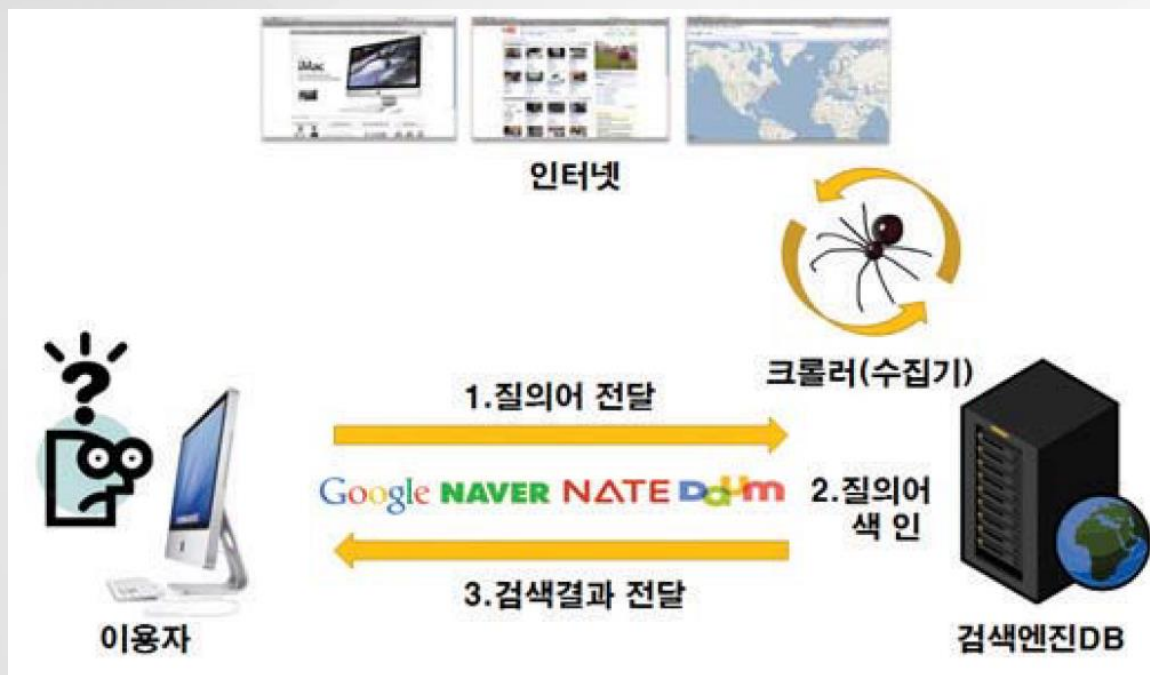 iMac
인터넷
크롤러(수집기)
1.질의어 전달
Google NAVER NATE Daum
2.질의어
색 인
3.검색결과 전달
이용자
검색엔진DB